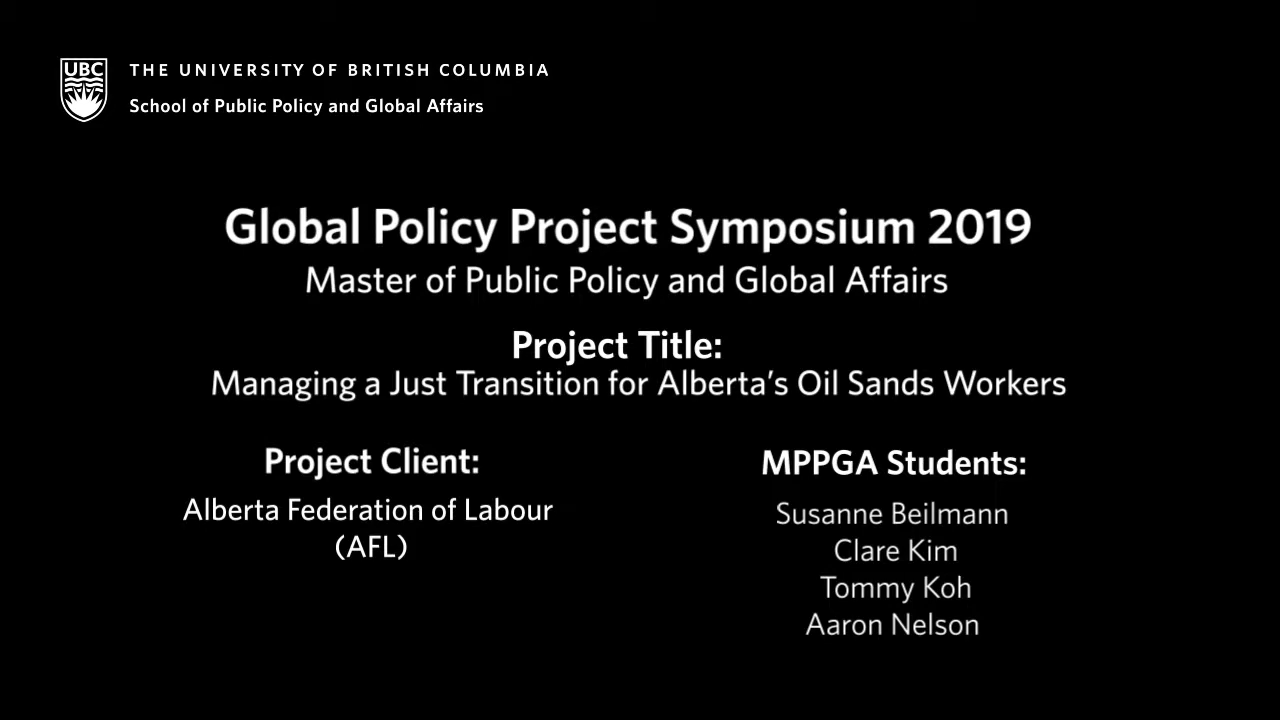 UBC
THE UNIVERSITY OF BRITISH COLUMBIA
School of Public Policy and Global Affairs
Global Policy Project Symposium 2019
Master of Public Policy and Global Affairs
Project Title:
Managing a Just Transition for Alberta’s Oil Sands Workers
Project Client:
Alberta Federation of Labour
(AFL)
MPPGA Students:
Susanne Beilmann
Clare Kim
Tommy Koh
Aaron Nelson